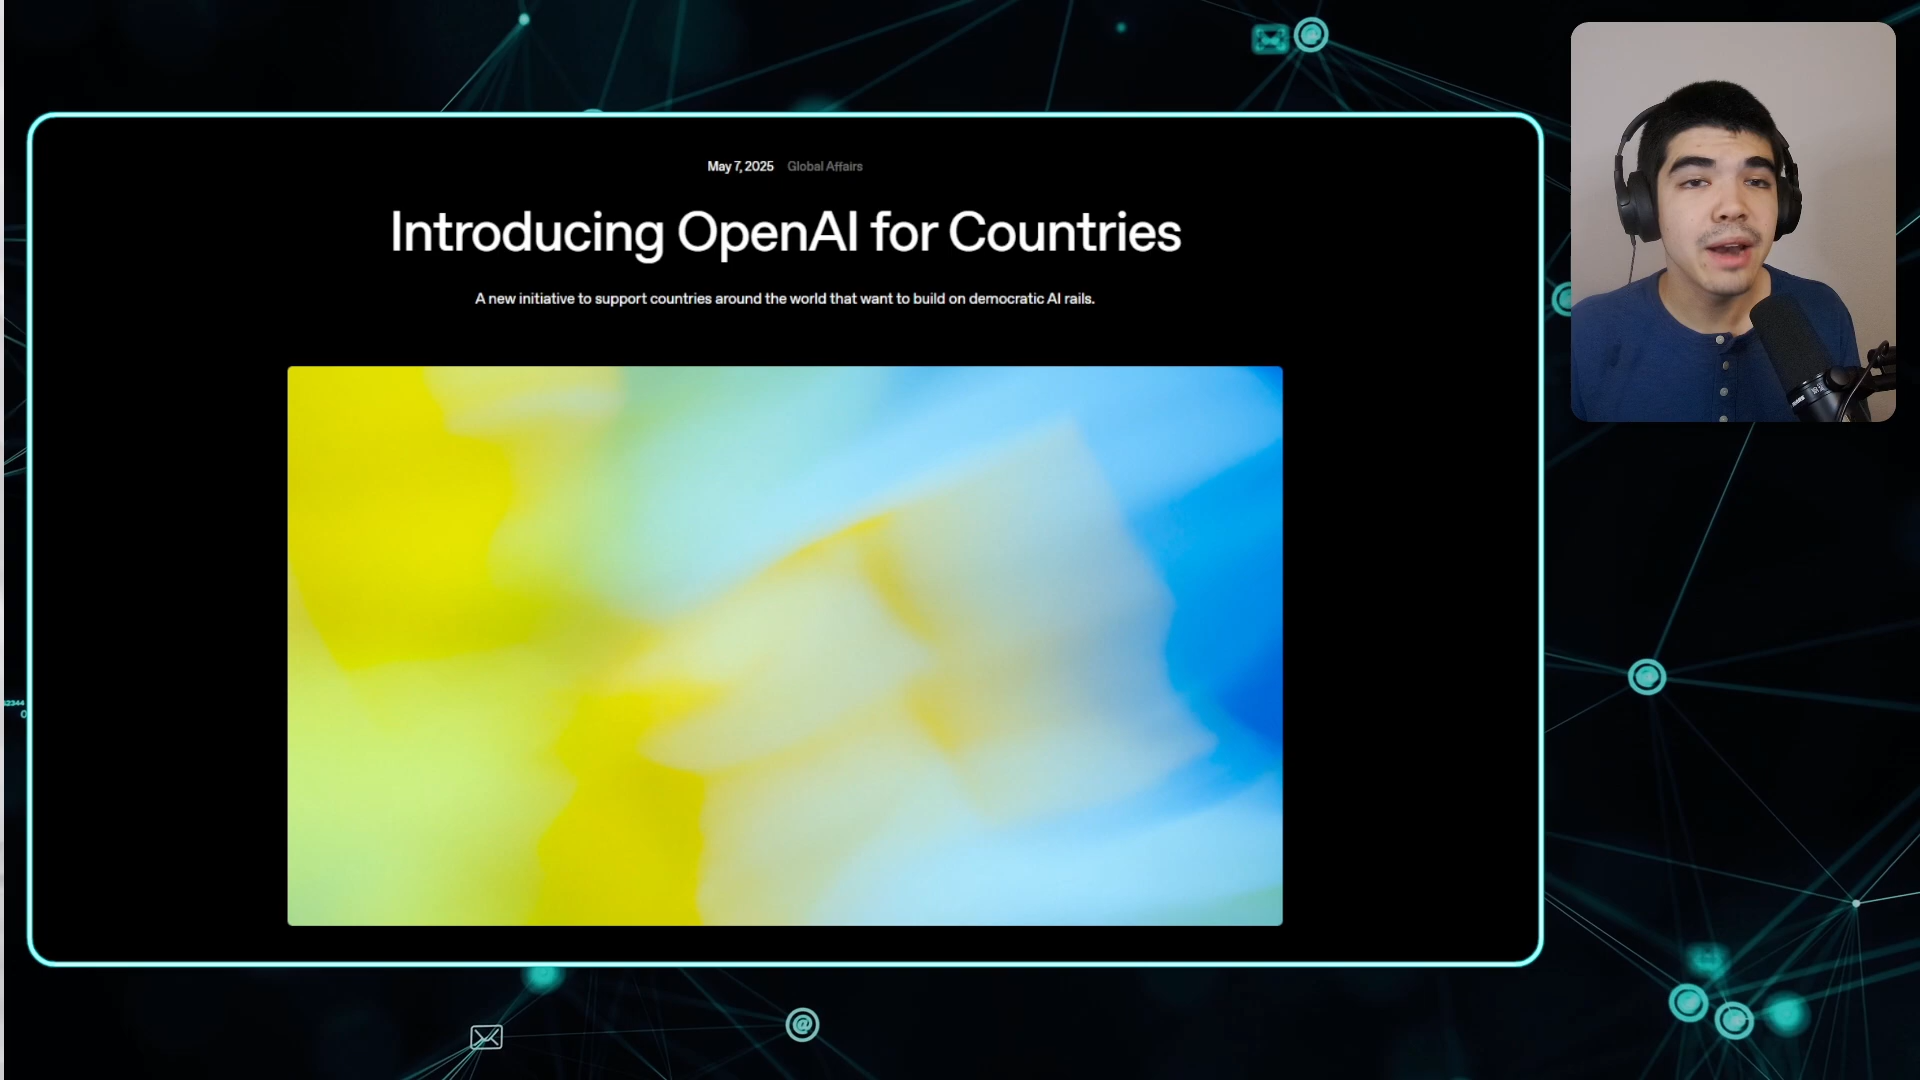 May 7, 2025 Global Affairs
Introducing OpenAI for Countries
A new initiative to support countries around the world that want to build on democratic AI rails.